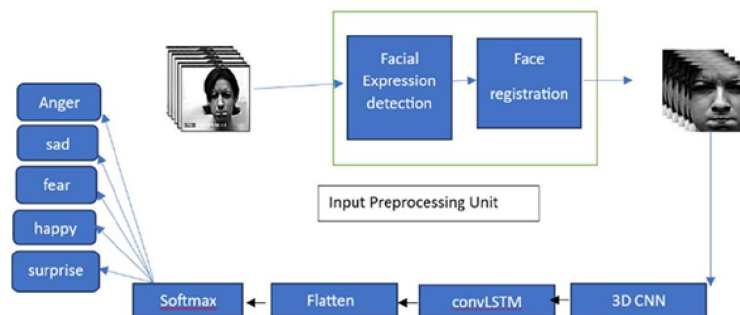 Facial
Expression
detection
Face
registration
Input Preprocessing Unit
Anger
sad
fear
happy
surprise
Softmax
Flatten
convLSTM
3D CNN